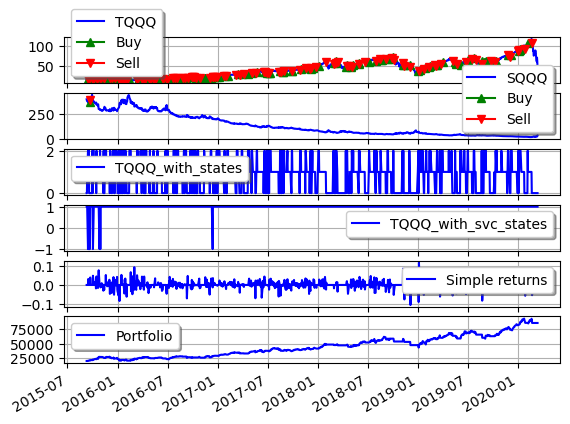 TQQQ
Buy
Sell
100
50
SQQQ
Buy
Sell
250
0
TQQQ_with_states
2
0
TQQQ_with_svc_states
1
−1
Simple returns
0.1
0.0
−0.1
Portfolio
75000
50000
25000
2015-07 2016-01 2016-07 2017-01 2017-07 2018-01 2018-07 2019-01 2019-07 2020-01